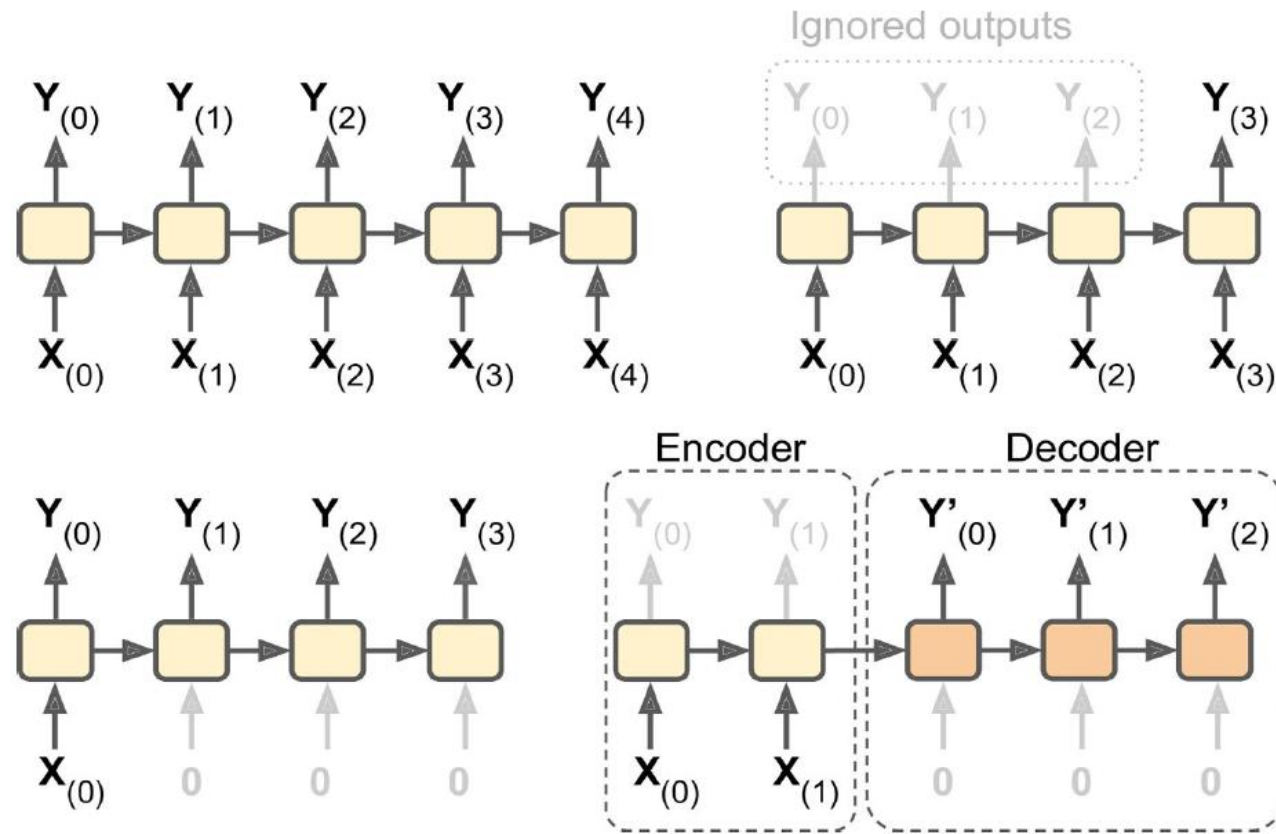 Ignored outputs
Y(0) Y(1) Y(2) Y(3) Y(4)
Y(0) Y(1) Y(2) Y(3)
X(0) X(1) X(2) X(3) X(4)
X(0) X(1) X(2) X(3)
Encoder Decoder
Y(0) Y(1) Y(2) Y(3)
Y(0) Y(1) Y’(0) Y’(1) Y’(2)
X(0) 0 0 0
X(0) X(1) 0 0 0